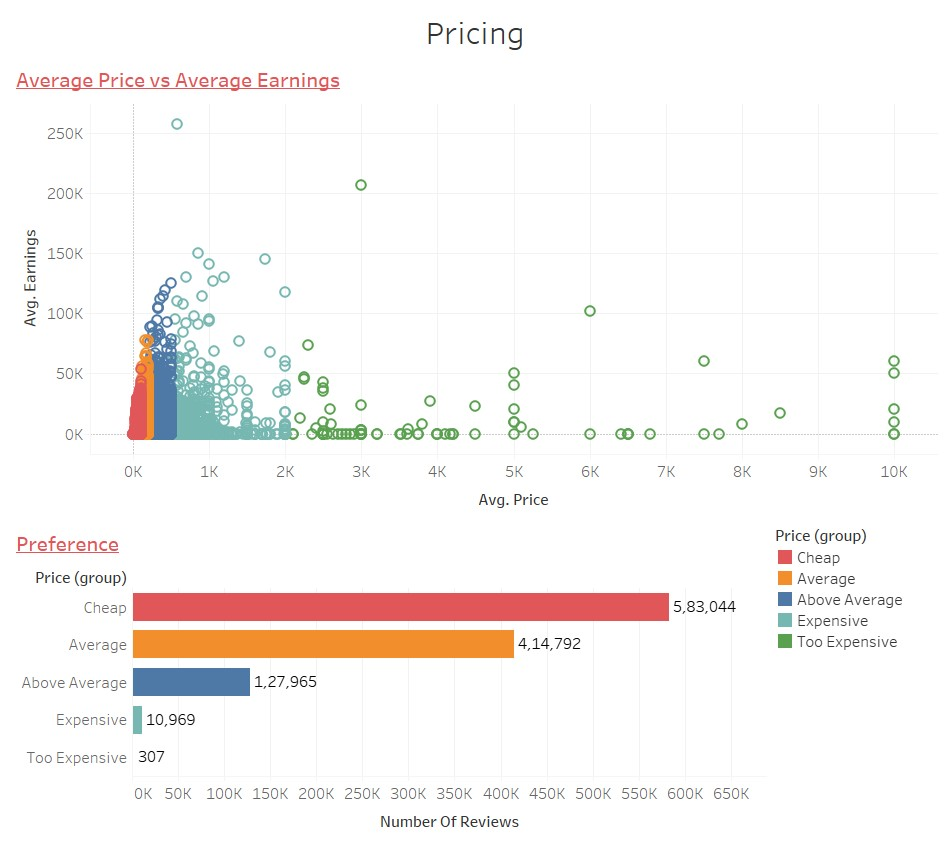 Pricing
Average Price vs Average Earnings
Avg. Earnings
250K
200K
150K
100K
50K
0K
0K 1K 2K 3K 4K 5K 6K 7K 8K 9K 10K
Avg. Price
Preference
Price (group)
Cheap 5,83,044
Average 4,14,792
Above Average 1,27,965
Expensive 10,969
Too Expensive 307
0K 50K 100K 150K 200K 250K 300K 350K 400K 450K 500K 550K 600K 650K
Number Of Reviews
Price (group)
Cheap
Average
Above Average
Expensive
Too Expensive